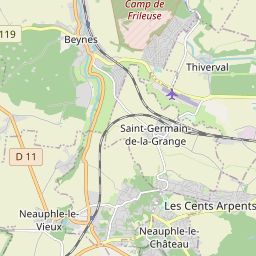 Camp de
Frileuse
119
Beynes
Thiverval
Saint-Germain-
de-la-Grange
D 11
Les Cents Arpents
Neauphle-le-
Vieux
Neauphle-le-
Château